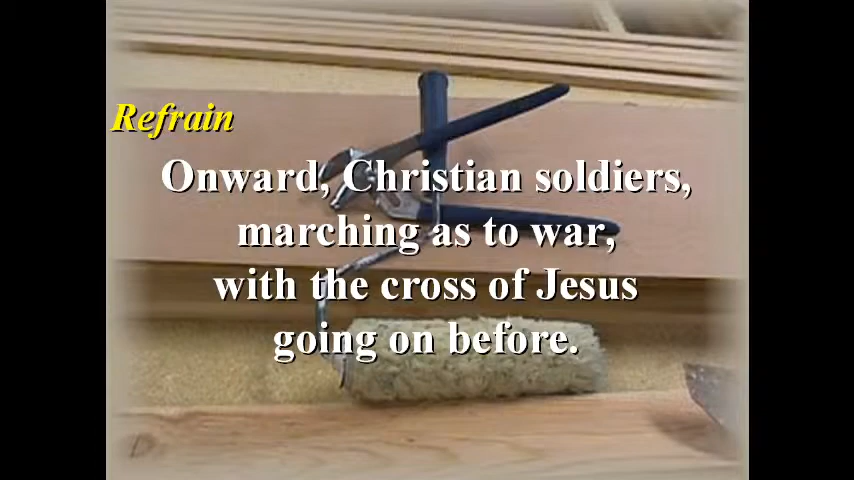 Refrain
Onward, Christian soldiers,
marching as to war,
with the cross of Jesus
going on before.